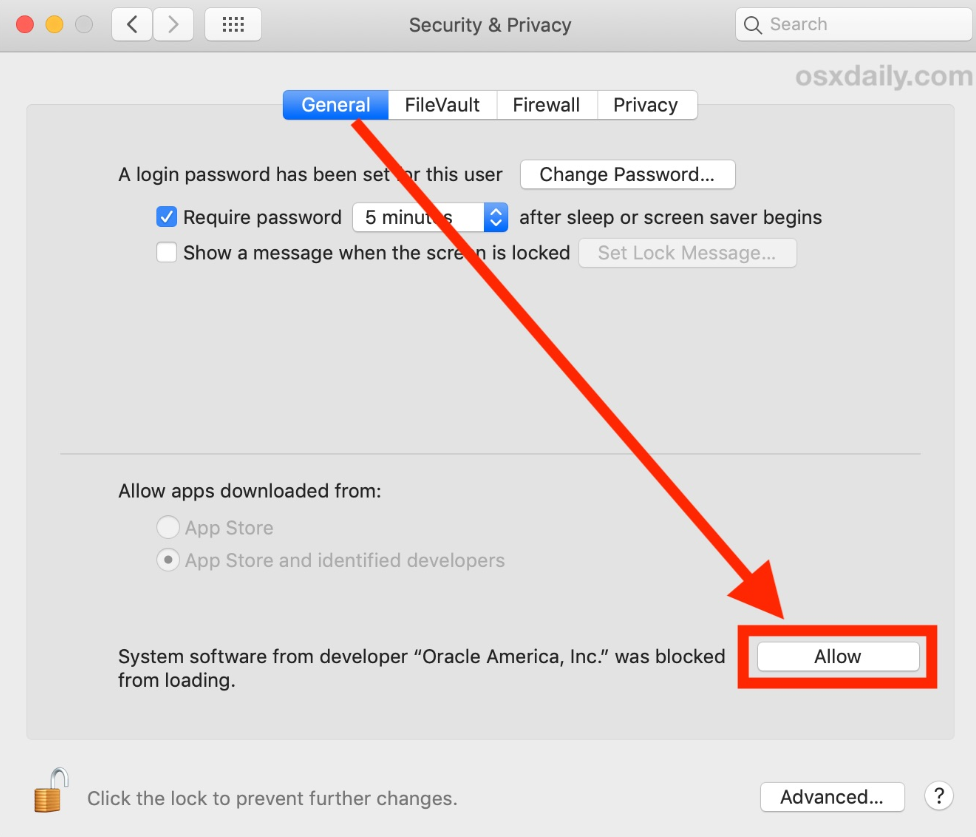 Security & Privacy
Search
osxdaily.com
General FileVault Firewall Privacy
A login password has been set for this user Change Password...
Require password 5 minutes after sleep or screen saver begins
Show a message when the screen is locked Set Lock Message...
Allow apps downloaded from:
App Store
App Store and identified developers
System software from developer “Oracle America, Inc.” was blocked Allow
from loading.
Click the lock to prevent further changes. Advanced... ?